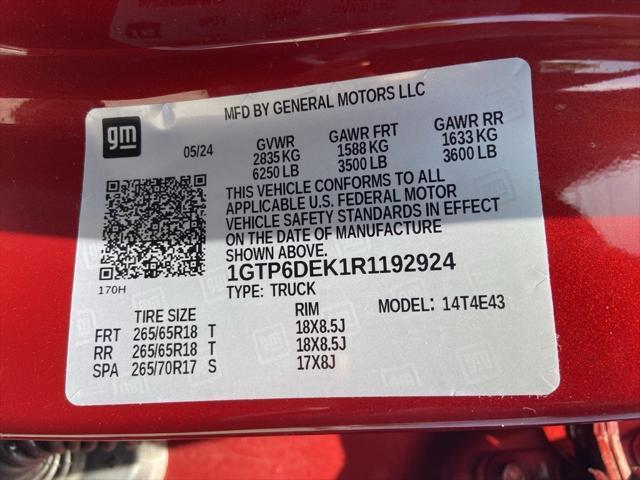 MFD BY GENERAL MOTORS LLC
gm
05/24
GVWR
2835 KG
6250 LB
GAWR FRT
1588 KG
3500 LB
GAWR RR
1633 KG
3600 LB
THIS VEHICLE CONFORMS TO ALL
APPLICABLE U.S. FEDERAL MOTOR
VEHICLE SAFETY STANDARDS IN EFFECT
ON THE DATE OF MANUFACTURE
SHOWN ABOVE.
170H
1GTP6DEK1R1192924
TYPE: TRUCK
MODEL: 14T4E43
TIRE SIZE RIM
FRT 265/65R18 T 18X8.5J
RR 265/65R18 T 18X8.5J
SPA 265/70R17 S 17X8J